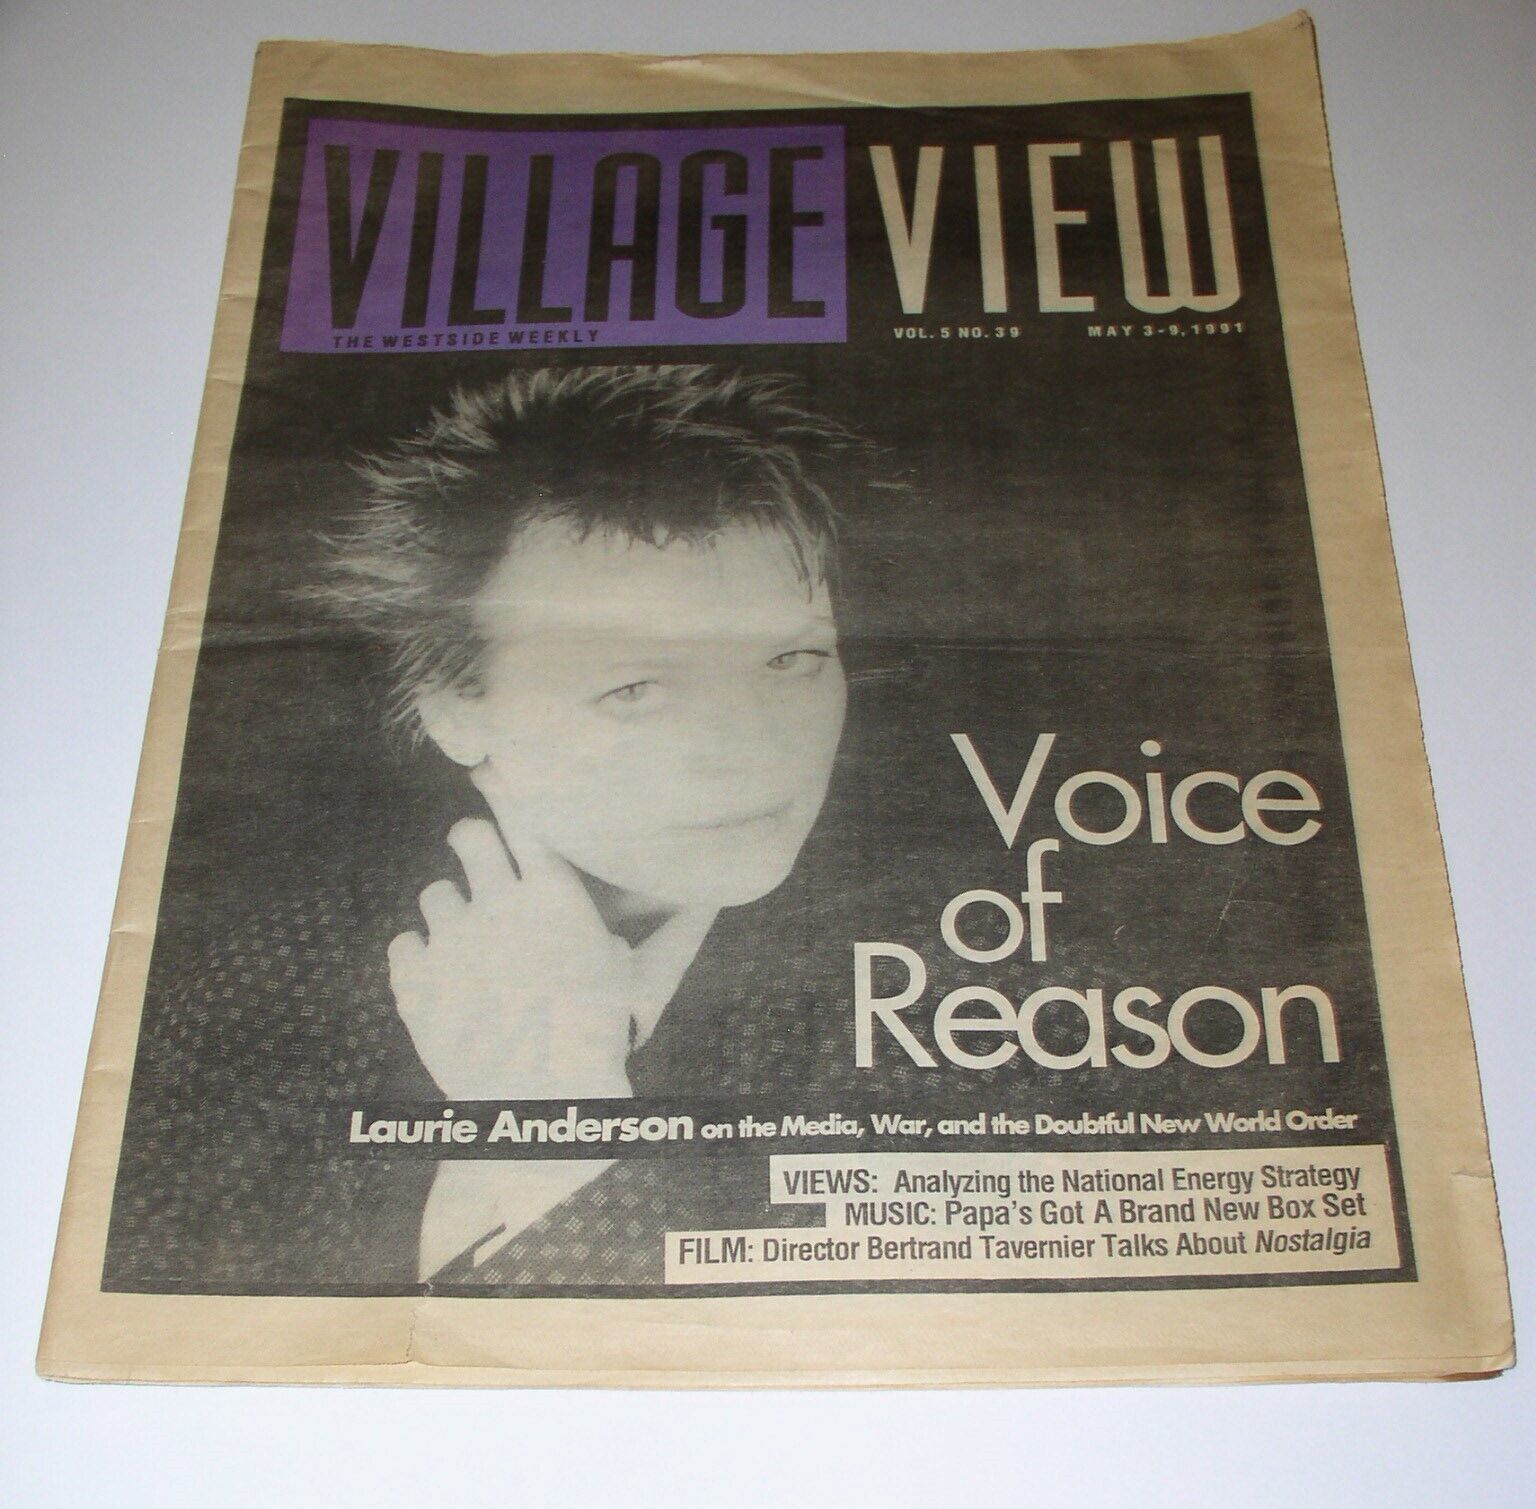 VILLAGE VIEW
THE WESTSIDE WEEKLY
VOL. 5 NO. 39 MAY 3-9, 1991
Voice
of
Reason
Laurie Anderson on the Media, War, and the Doubtful New World Order
VIEWS: Analyzing the National Energy Strategy
MUSIC: Papa's Got A Brand New Box Set
FILM: Director Bertrand Tavernier Talks About Nostalgia